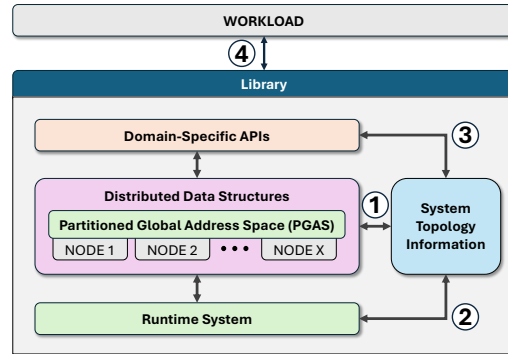 WORKLOAD
4
Library
Domain-Specific APIs
3
Distributed Data Structures
1
Partitioned Global Address Space (PGAS)
NODE 1 NODE 2 • • • NODE X
System
Topology
Information
Runtime System
2